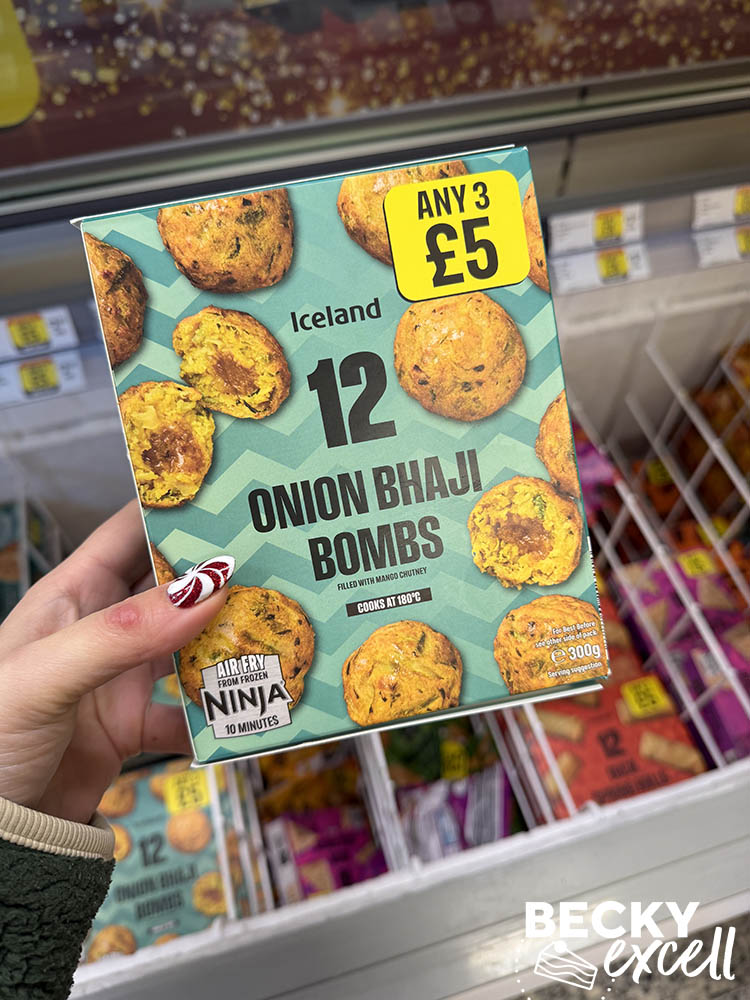 ANY 3
£5
Iceland
12
ONION BHAJI
BOMBS
FILLED WITH MANGO CHUTNEY
COOKS AT 180°C
For Best Before
see other side of pack.
e 300g
Serving suggestion
AIR FRY
FROM FROZEN
NINJA
10 MINUTES
12
ONION BHAJI
BOMBS
12
BECKY
excell